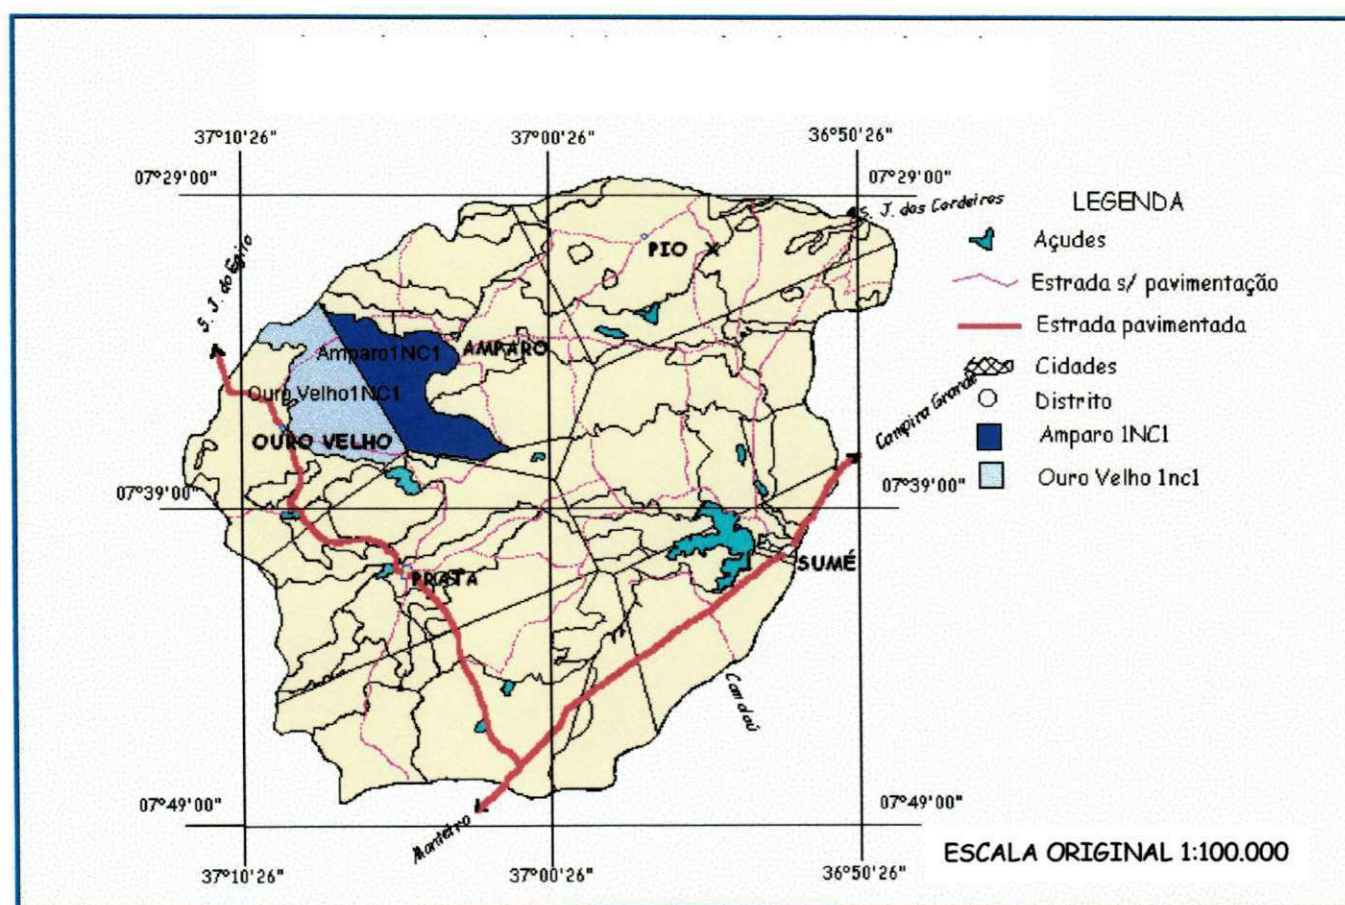 37°10'26"
37°00'26"
36°50'26"
07°29'00"
07°29'00"
S. J. dos Cordeiros
LEGENDA
Açudes
Estrada s/ pavimentação
Estrada pavimentada
Cidades
Distrito
Amparo 1NC1
Ouro Velho 1nc1
S. J. do Egito
PIO X
Amparo1NC1
AMPARO
Ouro Velho1NC1
OURO VELHO
Campira Grande
07°39'00"
07°39'00"
SUMÉ
PRATA
Camdaú
07°49'00"
07°49'00"
Monteiro
ESCALA ORIGINAL 1:100.000
37°10'26"
37°00'26"
36°50'26"